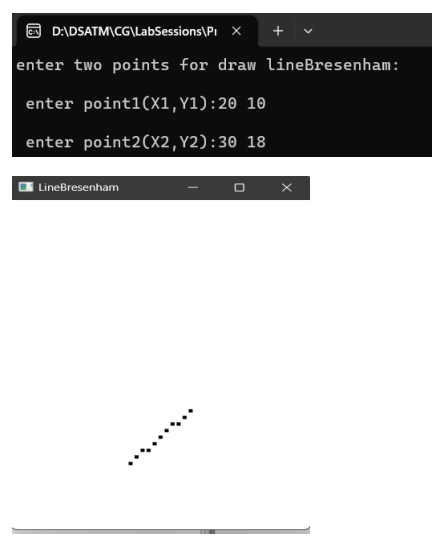 D:\DSATM\CG\LabSessions\Pr
enter two points for draw lineBresenham:
enter point1(X1,Y1):20 10
enter point2(X2,Y2):30 18
LineBresenham